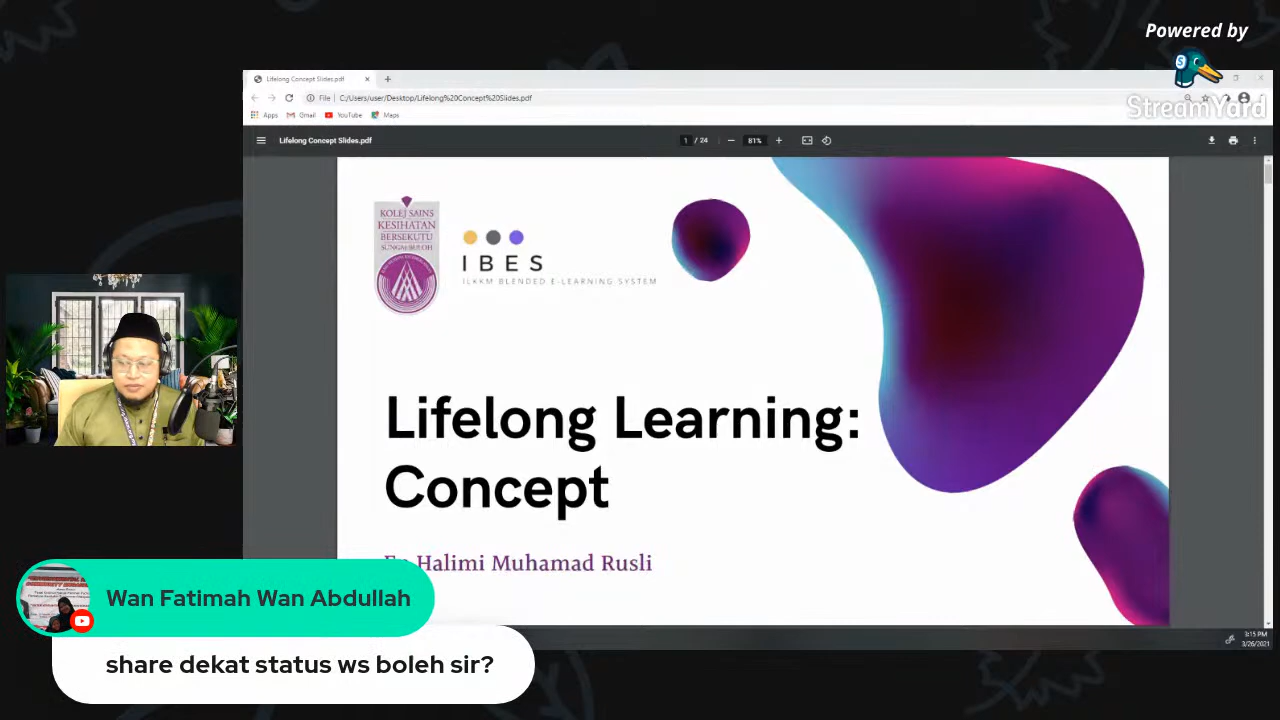 Powered by
StreamYard
Lifelong Concept Slides.pdf
File
C:/Users/user/Desktop/Lifelong%20Concept%20Slides.pdf
Apps
Gmail
YouTube
Maps
Lifelong Concept Slides.pdf
1 / 24
81%
KOLEJ SAINS
KESIHATAN
BERSEKUTU
SUNGAI BULOH
IBES
ILKKM BLENDED E-LEARNING SYSTEM
Lifelong Learning:
Concept
Halimi Muhamad Rusli
3:15 PM
3/26/2021
Wan Fatimah Wan Abdullah
share dekat status ws boleh sir?